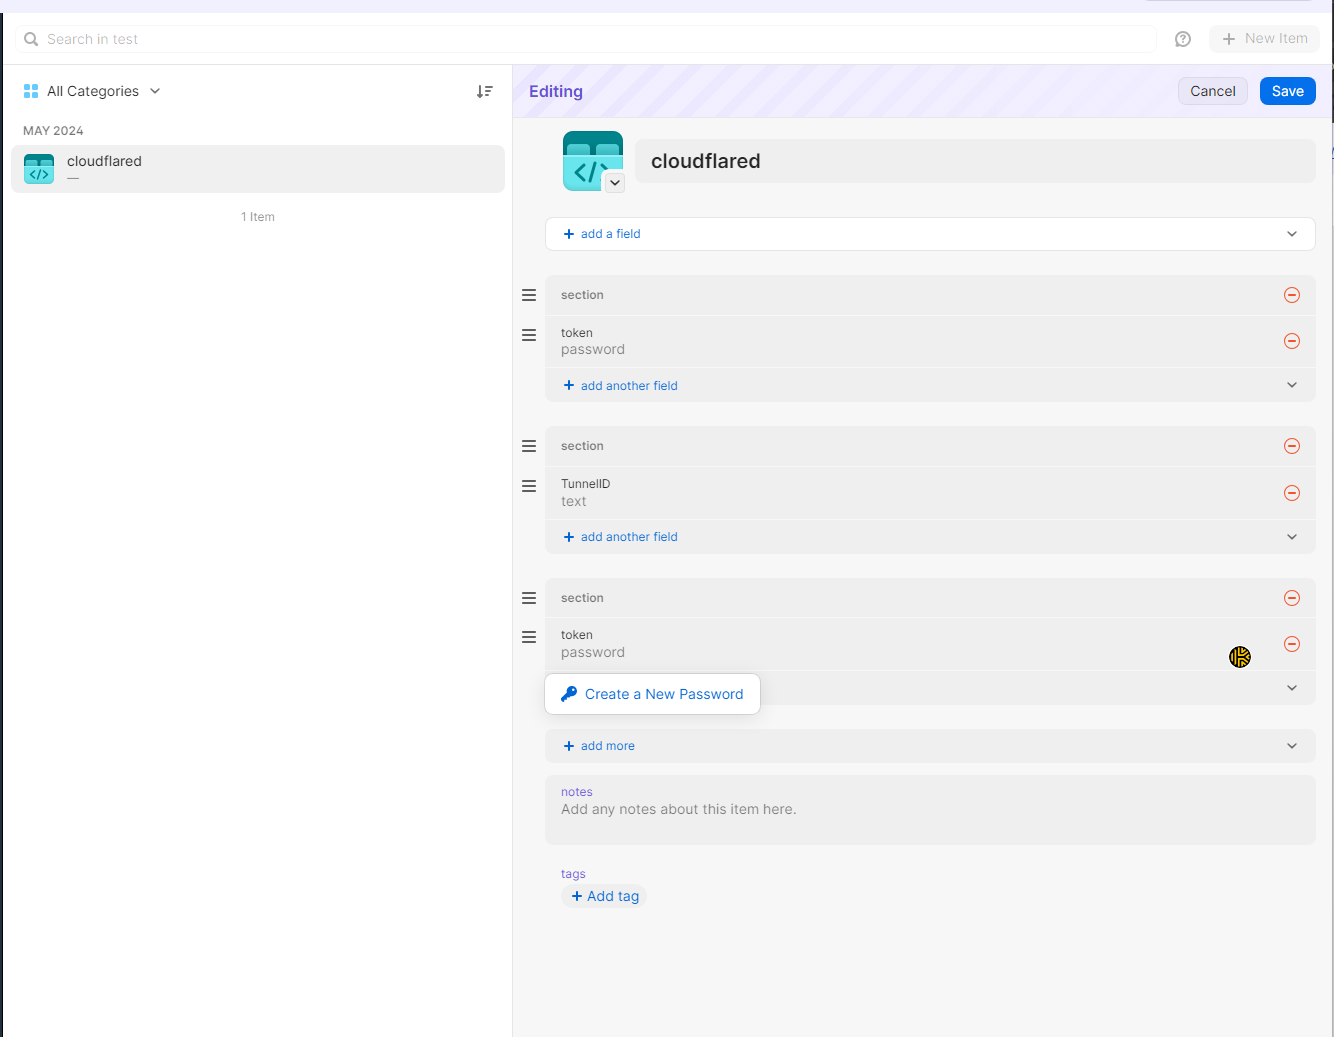 Search in test
New Item
All Categories
Editing
Cancel
Save
MAY 2024
cloudflared
—
1 Item
cloudflared
add a field
section
token
password
add another field
section
TunnelID
text
add another field
section
token
password
Create a New Password
add more
notes
Add any notes about this item here.
tags
Add tag